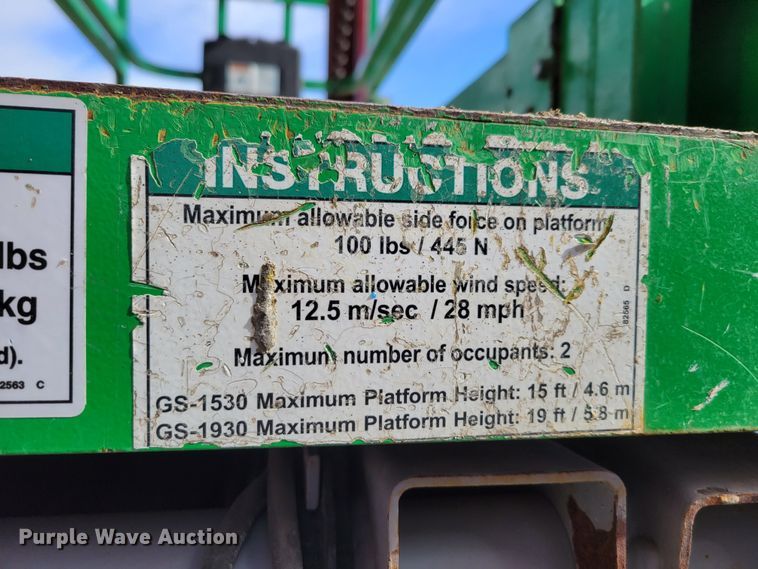 INSTRUCTIONS
Maximum allowable side force on platform
100 lbs / 445 N
Maximum allowable wind speed:
12.5 m/sec / 28 mph
Maximum number of occupants: 2
GS-1530 Maximum Platform Height: 15 ft / 4.6 m
GS-1930 Maximum Platform Height: 19 ft / 5.8 m
82565 D
lbs
kg
d).
2563 C
Purple Wave Auction